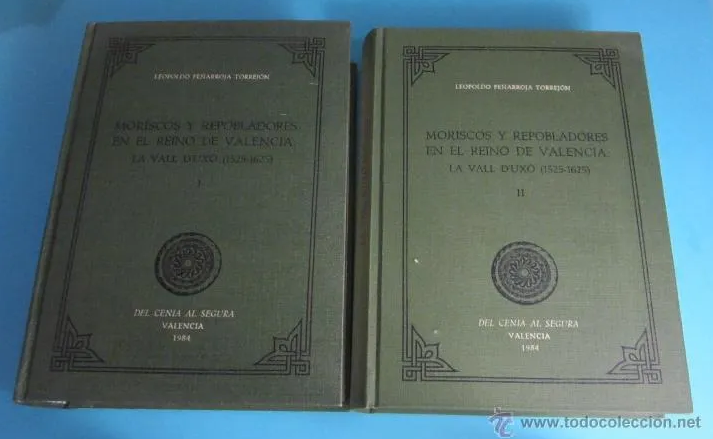 LEOPOLDO PEÑARROJA TORREJÓN
MORISCOS Y REPOBLADORES
EN EL REINO DE VALENCIA:
LA VALL D'UXÓ (1525-1625)
I
DEL CENIA AL SEGURA
VALENCIA
1984
LEOPOLDO PEÑARROJA TORREJÓN
MORISCOS Y REPOBLADORES
EN EL REINO DE VALENCIA:
LA VALL D'UXÓ (1525-1625)
II
DEL CENIA AL SEGURA
VALENCIA
1984
www.todocoleccion.net